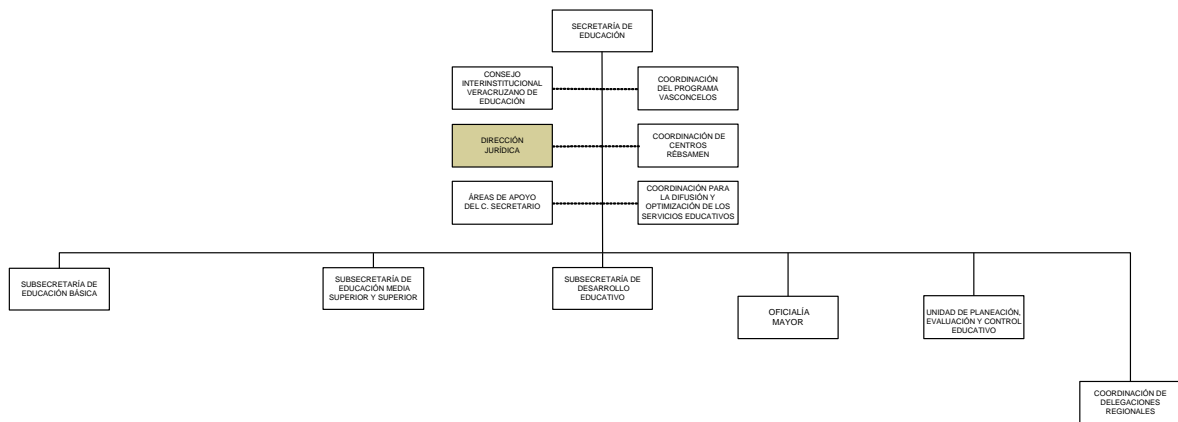 SECRETARÍA DE
EDUCACIÓN
CONSEJO
INTERINSTITUCIONAL
VERACRUZANO DE
EDUCACIÓN
COORDINACIÓN
DEL PROGRAMA
VASCONCELOS
DIRECCIÓN
JURÍDICA
COORDINACIÓN DE
CENTROS
RÉBSAMEN
ÁREAS DE APOYO
DEL C. SECRETARIO
COORDINACIÓN PARA
LA DIFUSIÓN Y
OPTIMIZACIÓN DE LOS
SERVICIOS EDUCATIVOS
SUBSECRETARÍA DE
EDUCACIÓN BÁSICA
SUBSECRETARÍA DE
EDUCACIÓN MEDIA
SUPERIOR Y SUPERIOR
SUBSECRETARÍA DE
DESARROLLO
EDUCATIVO
OFICIALÍA
MAYOR
UNIDAD DE PLANEACIÓN,
EVALUACIÓN Y CONTROL
EDUCATIVO
COORDINACIÓN DE
DELEGACIONES
REGIONALES